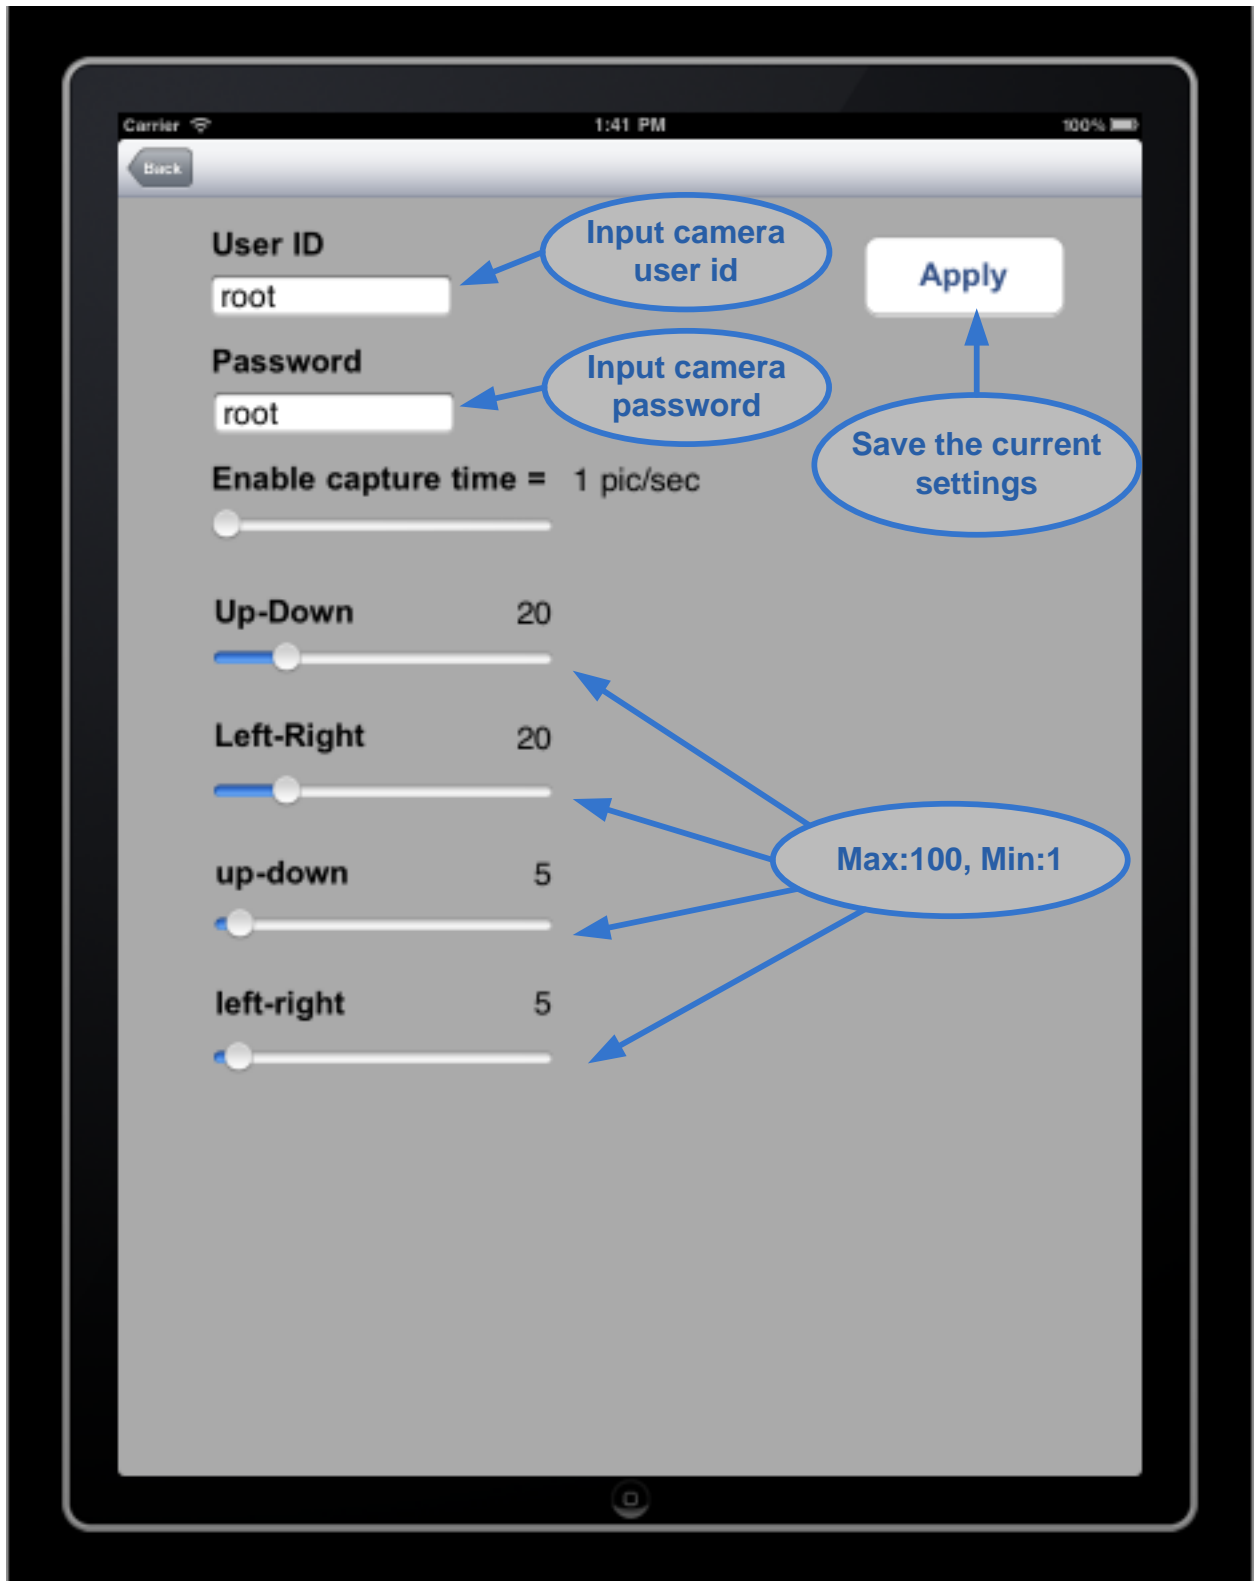 Carrier 1:41 PM 100%
Back
User ID
root
Input camera
user id
Apply
Password
root
Input camera
password
Save the current
settings
Enable capture time = 1 pic/sec
Up-Down 20
Left-Right 20
up-down 5
Max:100, Min:1
left-right 5